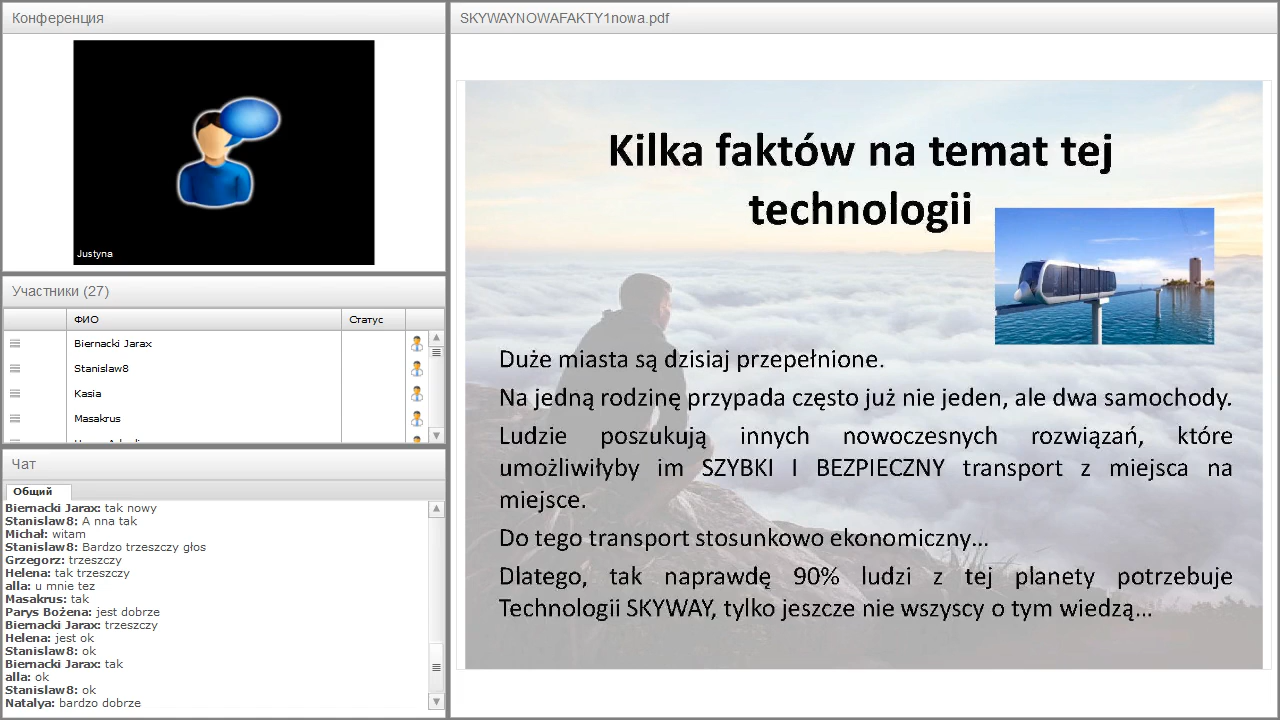 Конференция
Justyna
Участники (27)
ФИО
Статус
Biernacki Jarax
Stanislaw8
Kasia
Masakrus
Чат
Общий
Biernacki Jarax: tak nowy
Stanislaw8: A nna tak
Michał: witam
Stanislaw8: Bardzo trzeszczy głos
Grzegorz: trzeszczy
Helena: tak trzeszczy
alla: u mnie tez
Masakrus: tak
Parys Bożena: jest dobrze
Biernacki Jarax: trzeszczy
Helena: jest ok
Stanislaw8: ok
Biernacki Jarax: tak
alla: ok
Stanislaw8: ok
Natalya: bardzo dobrze
SKYWAYNOWAFAKTY1nowa.pdf
Kilka faktów na temat tej
technologii
Duże miasta są dzisiaj przepełnione.
Na jedną rodzinę przypada często już nie jeden, ale dwa samochody.
Ludzie poszukują innych nowoczesnych rozwiązań, które
umożliwiłyby im SZYBKI I BEZPIECZNY transport z miejsca na
miejsce.
Do tego transport stosunkowo ekonomiczny…
Dlatego, tak naprawdę 90% ludzi z tej planety potrzebuje
Technologii SKYWAY, tylko jeszcze nie wszyscy o tym wiedzą…